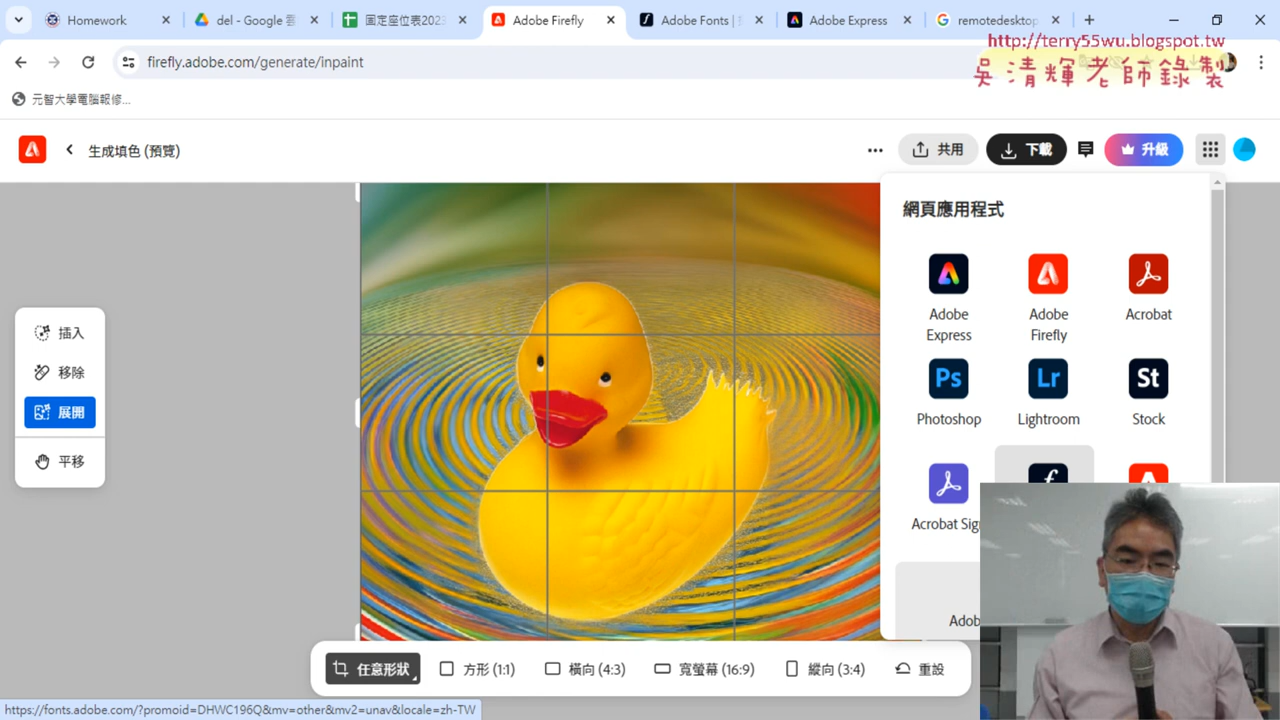 Homework
del - Google 雲
固定座位表2023
Adobe Firefly
Adobe Fonts |
Adobe Express
remotedesktop
http://terry55wu.blogspot.tw
firefly.adobe.com/generate/inpaint
吳清輝老師錄製
元智大學電腦報修...
生成填色 (預覽)
共用
下載
升級
網頁應用程式
Adobe Express
Adobe Firefly
Acrobat
插入
移除
展開
平移
Ps
Lr
St
Photoshop
Lightroom
Stock
Acrobat Sig
Adob
任意形狀
方形 (1:1)
橫向 (4:3)
寬螢幕 (16:9)
縱向 (3:4)
重設
https://fonts.adobe.com/?promoid=DHWC196Q&mv=other&mv2=unav&locale=zh-TW